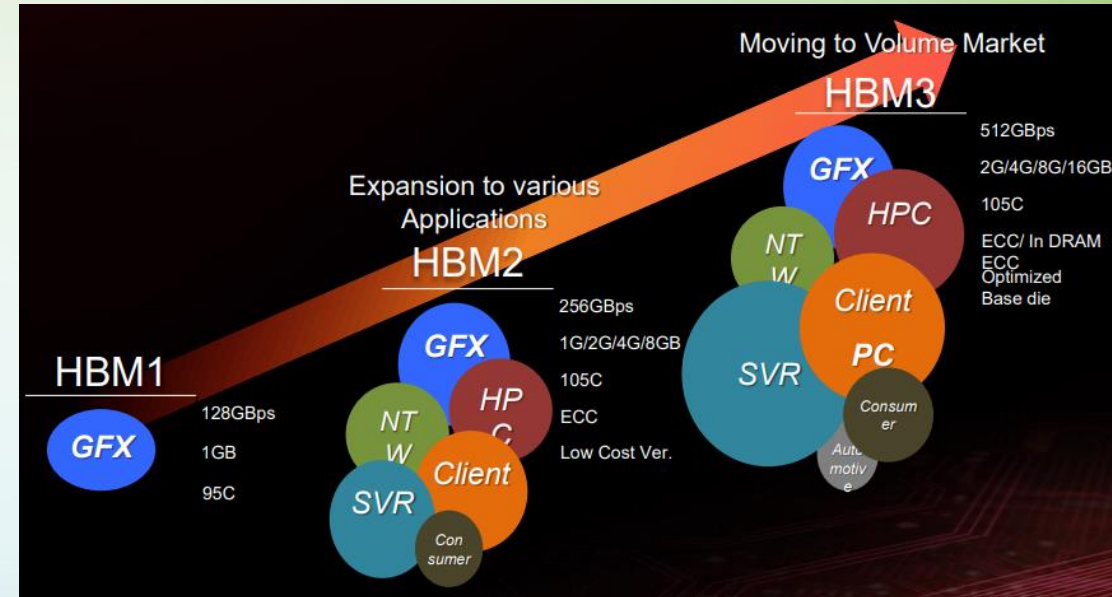 Moving to Volume Market
HBM3
512GBps
2G/4G/8G/16GB
105C
ECC/ In DRAM
ECC
Optimized
Base die
GFX
HPC
NT
W
Client
PC
SVR
Consum
er
Auto
motiv
e
Expansion to various
Applications
HBM2
256GBps
1G/2G/4G/8GB
105C
ECC
Low Cost Ver.
GFX
HP
C
NT
W
Client
SVR
Con
sumer
HBM1
GFX
128GBps
1GB
95C